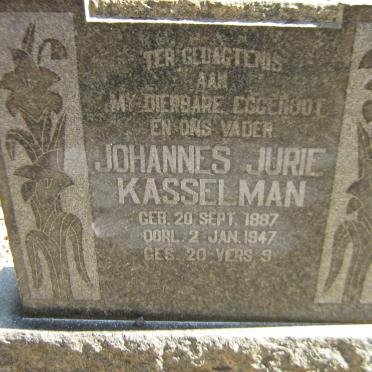 TER GEDAGTENIS
AAN
MY DIERBARE EGGENOOT
EN ONS VADER
JOHANNES JURIE
KASSELMAN
GEB. 20 SEPT. 1887
OORL. 2 JAN. 1947
GES. 20 VERS 3